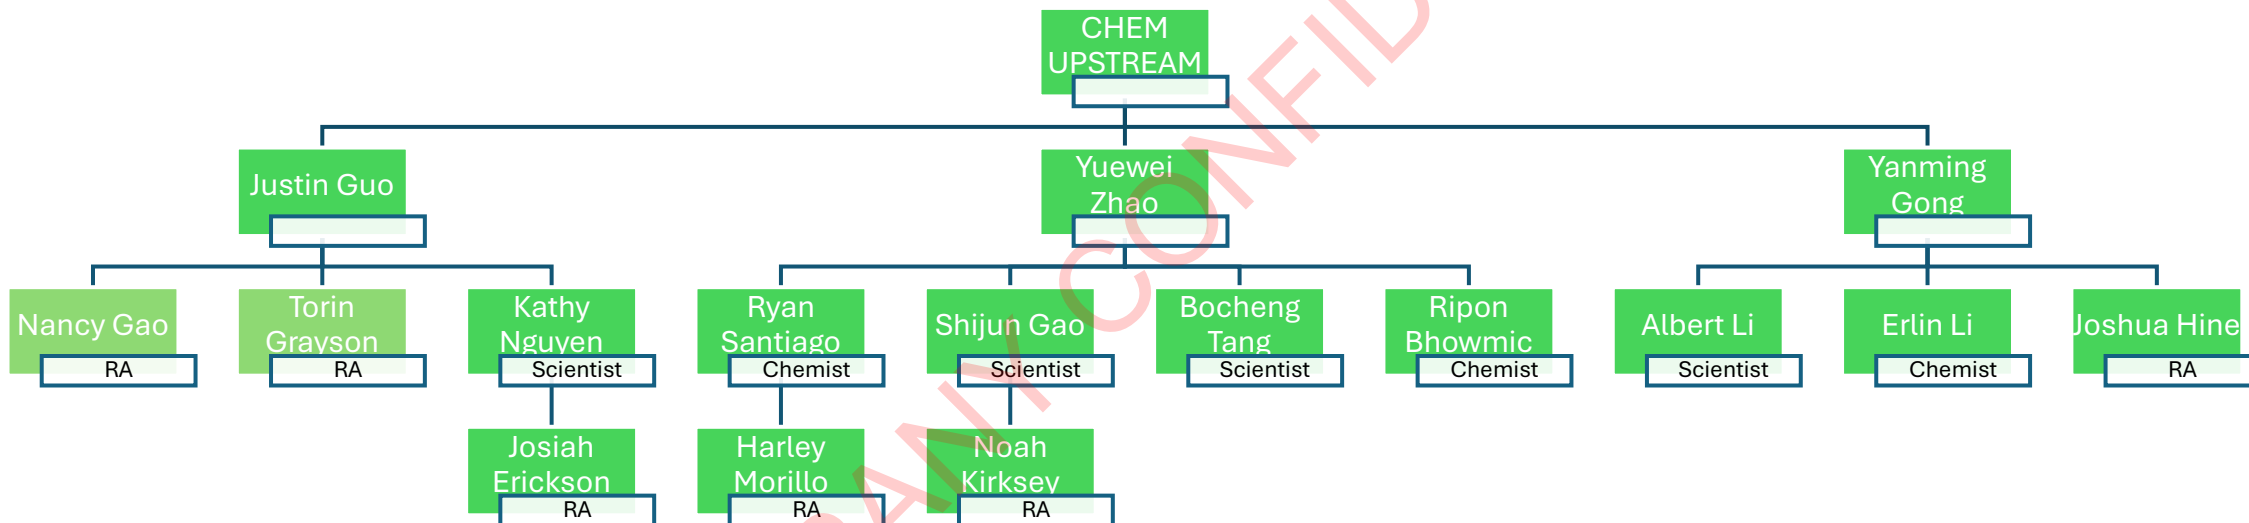 CHEM
UPSTREAM
Justin Guo
Yuewei
Zhao
Yanming
Gong
Nancy Gao
RA
Torin
Grayson
RA
Kathy
Nguyen
Scientist
Ryan
Santiago
Chemist
Shijun Gao
Scientist
Bocheng
Tang
Scientist
Ripon
Bhowmic
Chemist
Albert Li
Scientist
Erlin Li
Chemist
Joshua Hine
RA
Josiah
Erickson
RA
Harley
Morillo
RA
Noah
Kirksey
RA